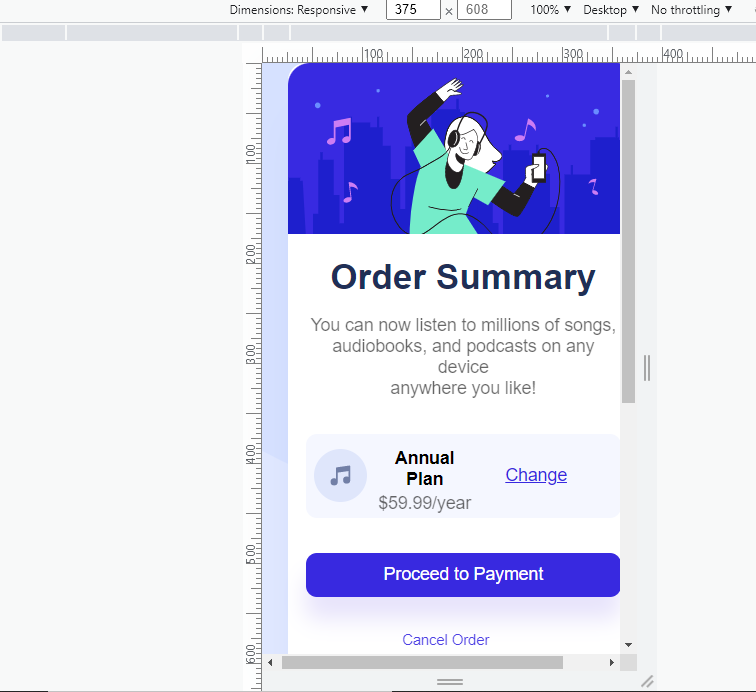 Dimensions: Responsive ▼ 375 × 608 100% ▼ Desktop ▼ No throttling ▼
100 200 300 400
100
200
300
400
500
600
Order Summary
You can now listen to millions of songs,
audiobooks, and podcasts on any
device
anywhere you like!
Annual
Plan
$59.99/year
Change
Proceed to Payment
Cancel Order